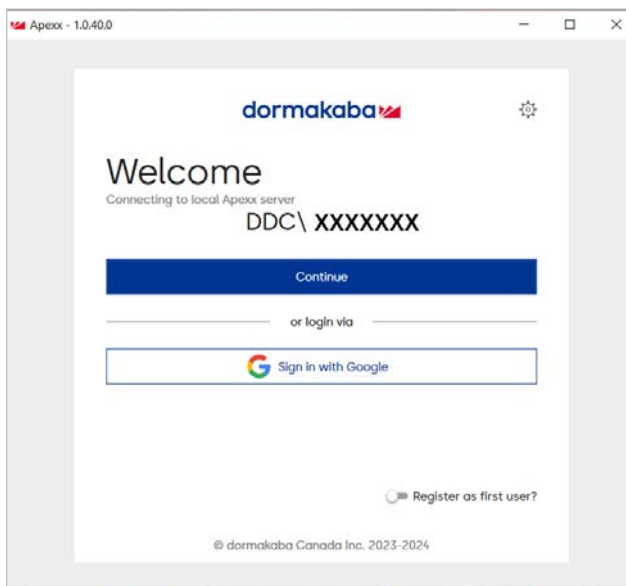 Apexx - 1.0.40.0
dormakaba
Welcome
Connecting to local Apexx server
DDC\ XXXXXXX
Continue
or login via
Sign in with Google
Register as first user?
© dormakaba Canada Inc. 2023-2024